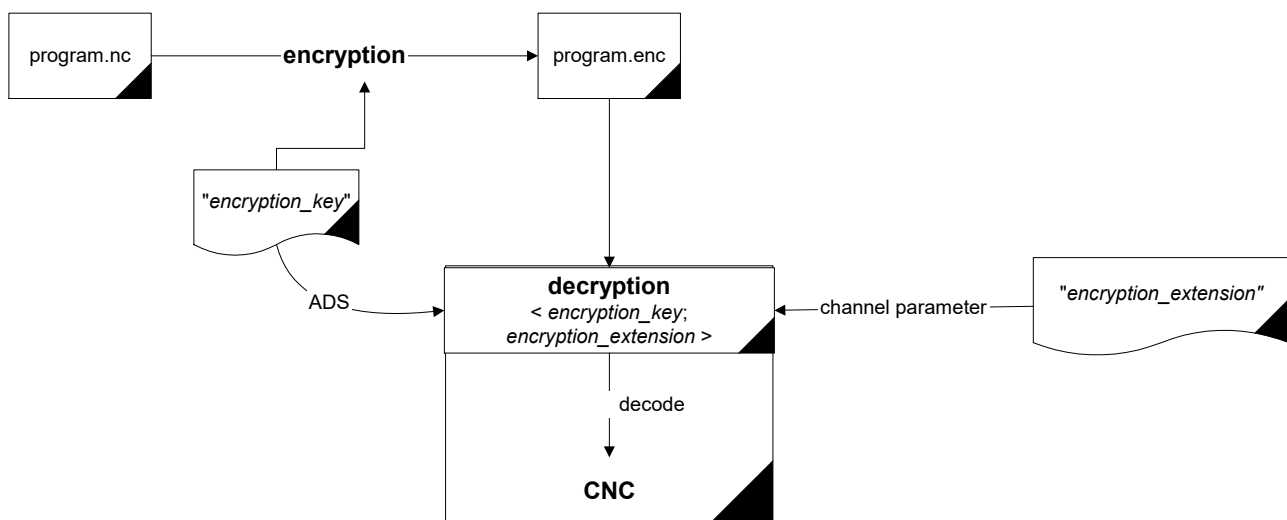 program.nc
encryption
program.enc
"encryption_key"
ADS
decryption
< encryption_key;
encryption_extension >
channel parameter
"encryption_extension"
decode
CNC